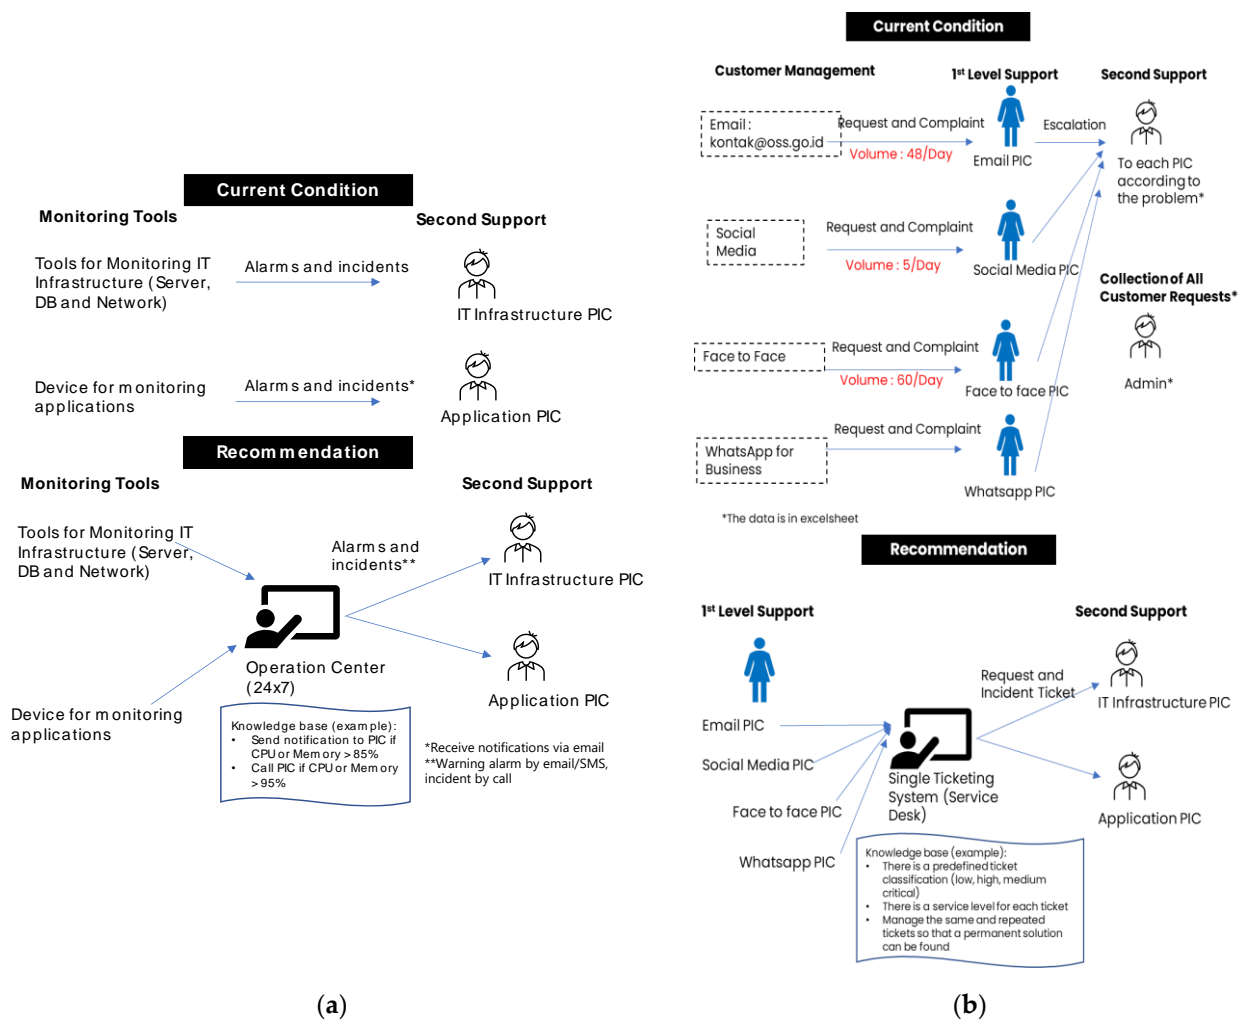 Current Condition
Monitoring Tools
Second Support
Tools for Monitoring IT
Infrastructure (Server,
DB and Network)
Alarms and incidents
IT Infrastructure PIC
Device for monitoring
applications
Alarms and incidents*
Application PIC
Recommendation
Monitoring Tools
Second Support
Tools for Monitoring IT
Infrastructure (Server,
DB and Network)
Alarms and
incidents**
IT Infrastructure PIC
Operation Center
(24x7)
Application PIC
Device for monitoring
applications
Knowledge base (example):
• Send notification to PIC if
CPU or Memory > 85%
• Call PIC if CPU or Memory
> 95%
*Receive notifications via email
**Warning alarm by email/SMS,
incident by call
(a)
Current Condition
Customer Management
1st Level Support
Second Support
Email :
kontak@oss.go.id
Request and Complaint
Volume : 48/Day
Email PIC
Escalation
To each PIC
according to
the problem*
Social
Media
Request and Complaint
Volume : 5/Day
Social Media PIC
Collection of All
Customer Requests*
Admin*
Face to Face
Request and Complaint
Volume : 60/Day
Face to face PIC
WhatsApp for
Business
Request and Complaint
Whatsapp PIC
*The data is in excelsheet
Recommendation
1st Level Support
Second Support
Email PIC
Social Media PIC
Face to face PIC
Whatsapp PIC
Request and
Incident Ticket
IT Infrastructure PIC
Single Ticketing
System (Service
Desk)
Application PIC
Knowledge base (example):
• There is a predefined ticket
classification (low, high, medium
critical)
• There is a service level for each ticket
• Manage the same and repeated
tickets so that a permanent solution
can be found
(b)